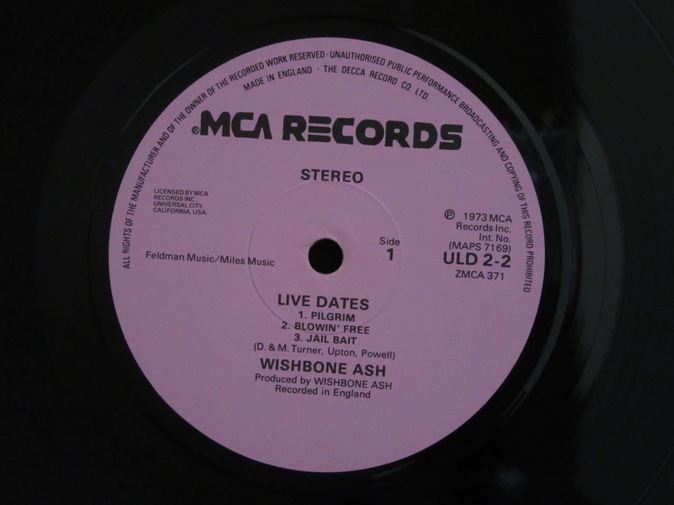 ALL RIGHTS OF THE MANUFACTURER AND OF THE OWNER OF THE RECORDED WORK RESERVED · UNAUTHORISED PUBLIC PERFORMANCE BROADCASTING AND COPYING OF THIS RECORD PROHIBITED
MADE IN ENGLAND · THE DECCA RECORD CO. LTD.
®MCA RECORDS
STEREO
LICENSED BY MCA
RECORDS INC.,
UNIVERSAL CITY,
CALIFORNIA, USA.
℗ 1973 MCA
Records Inc.
Int. No.
(MAPS 7169)
ULD 2-2
ZMCA 371
Feldman Music/Miles Music
Side
1
LIVE DATES
1. PILGRIM
2. BLOWIN' FREE
3. JAIL BAIT
(D. & M. Turner, Upton, Powell)
WISHBONE ASH
Produced by WISHBONE ASH
Recorded in England